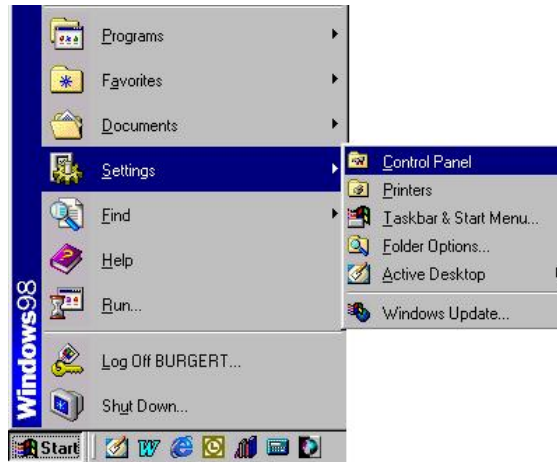 Programs
Favorites
Documents
Settings
Find
Help
Run...
Log Off BURGERT...
Shut Down...
Windows98
Start
Control Panel
Printers
Taskbar & Start Menu...
Folder Options...
Active Desktop
Windows Update...